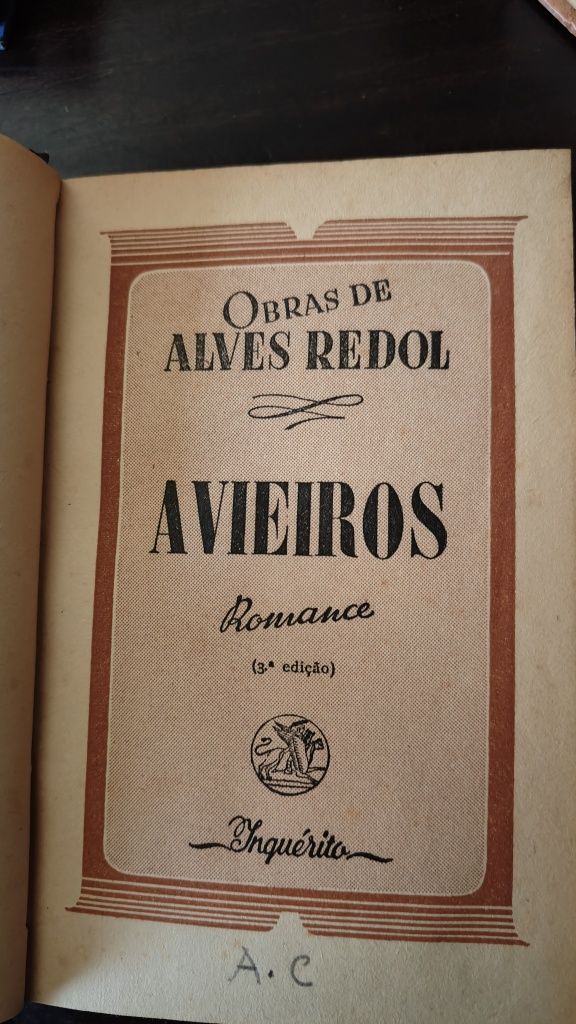 OBRAS DE
ALVES REDOL
AVIEIROS
Romance
(3.ª edição)
Inquérito
A. C